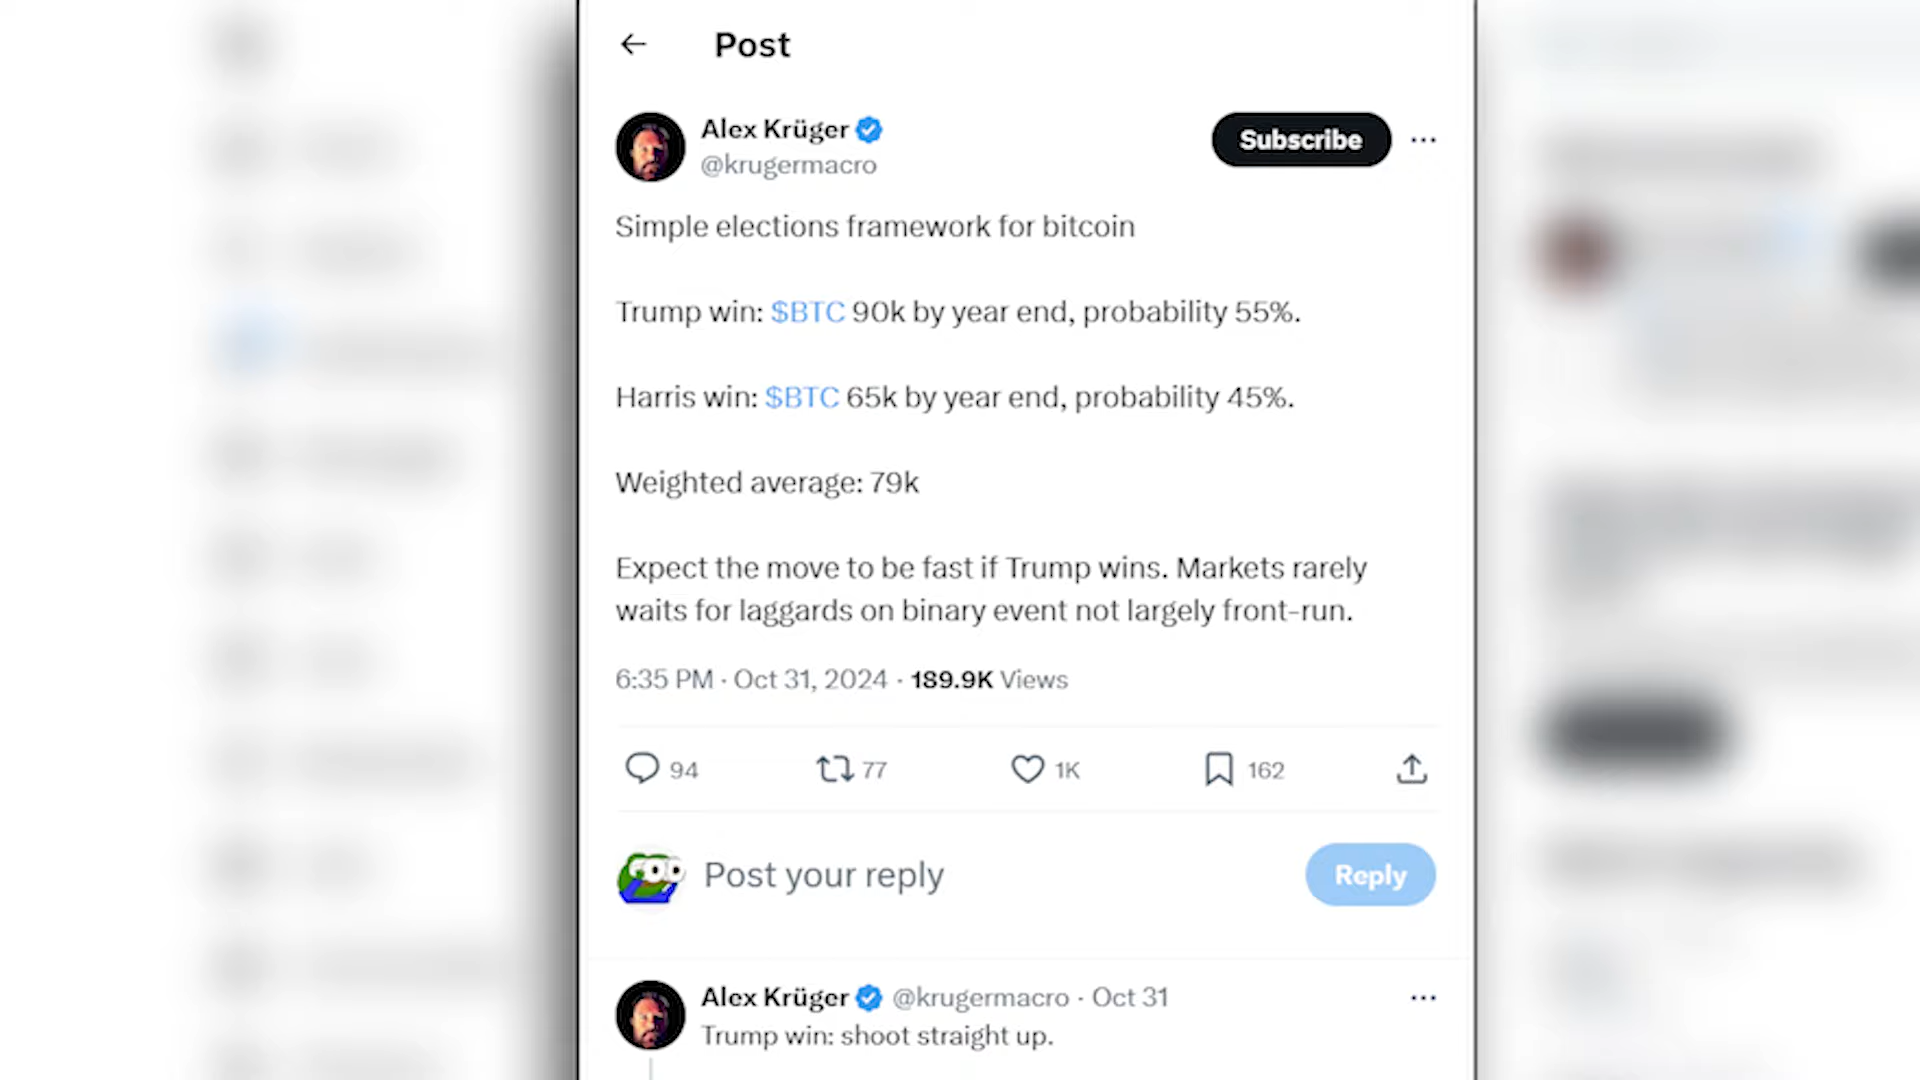 Post
Alex Krüger
@krugermacro
Subscribe
Simple elections framework for bitcoin
Trump win: $BTC 90k by year end, probability 55%.
Harris win: $BTC 65k by year end, probability 45%.
Weighted average: 79k
Expect the move to be fast if Trump wins. Markets rarely
waits for laggards on binary event not largely front-run.
6:35 PM · Oct 31, 2024 · 189.9K Views
94 77 1K 162
Post your reply
Reply
Alex Krüger @krugermacro · Oct 31
Trump win: shoot straight up.